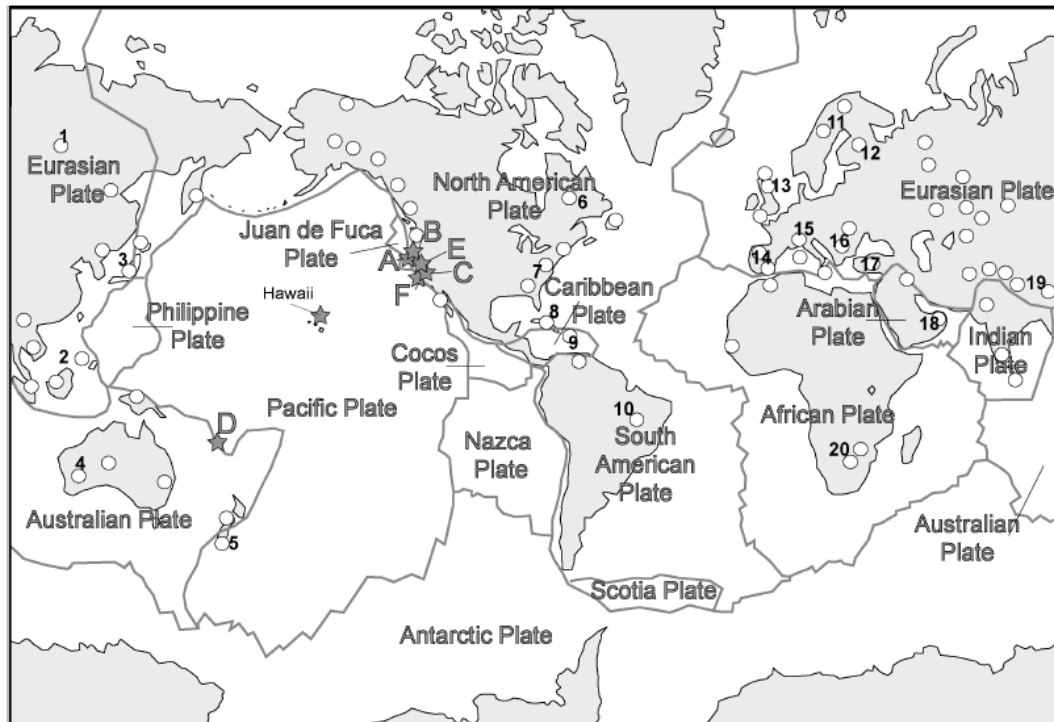 1
Eurasian
Plate
North American
Plate
6
11
12
13
Eurasian Plate
Juan de Fuca
Plate
B
A
E
C
F
3
7
15
16
14
17
19
Hawaii
Philippine
Plate
Caribbean
Plate
8
9
Arabian
Plate
18
Indian
Plate
2
Cocos
Plate
Pacific Plate
D
10
South
American
Plate
African Plate
Nazca
Plate
4
20
Australian Plate
5
Australian
Plate
Scotia Plate
Antarctic Plate